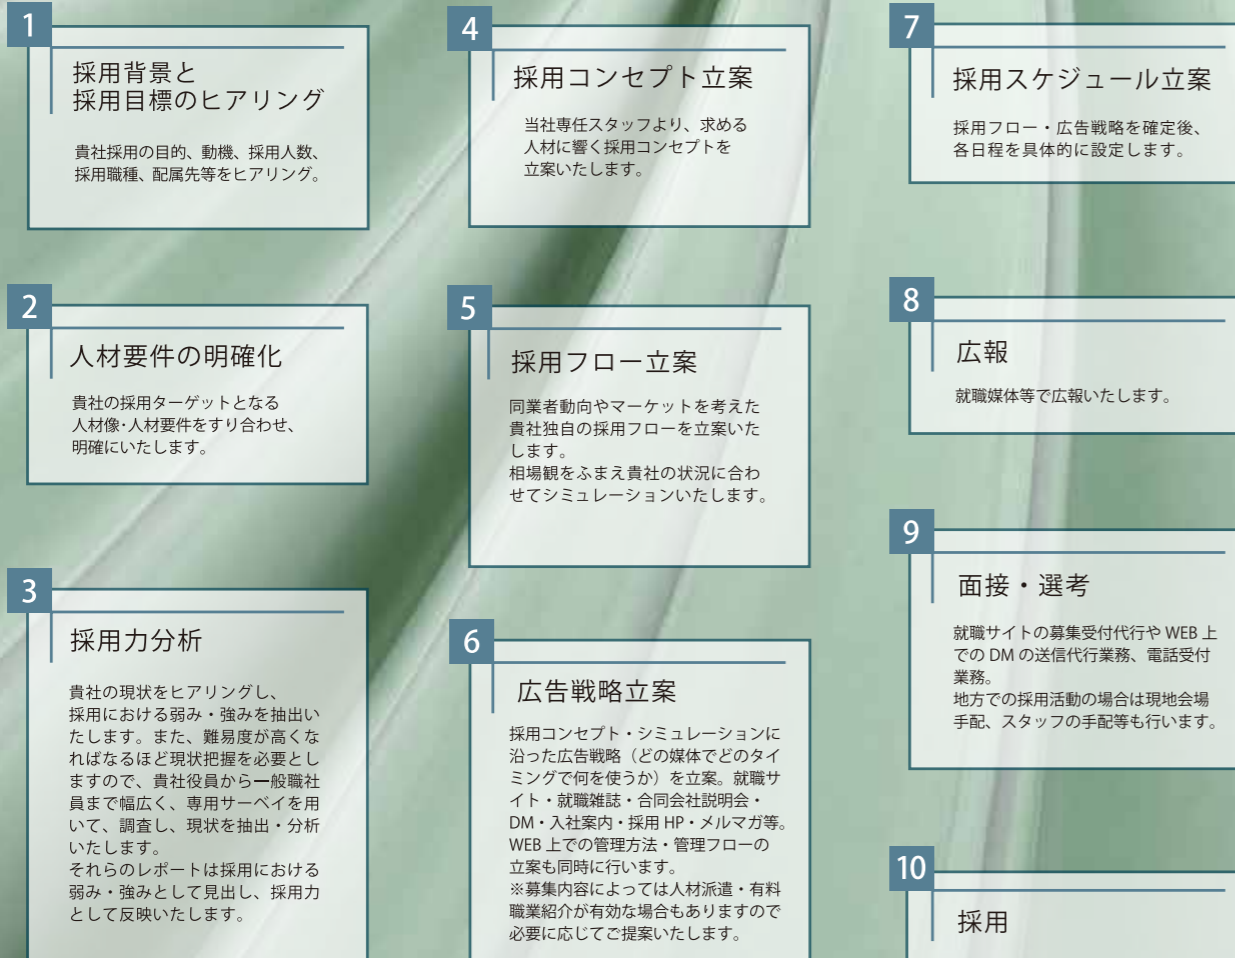 1
採用背景と
採用目標のヒアリング
貴社採用の目的、動機、採用人数、
採用職種、配属先等をヒアリング。
2
人材要件の明確化
貴社の採用ターゲットとなる
人材像・人材要件をすり合わせ、
明確にいたします。
3
採用力分析
貴社の現状をヒアリングし、
採用における弱み・強みを抽出い
たします。また、難易度が高くな
ればなるほど現状把握を必要とし
ますので、貴社役員から一般職社
員まで幅広く、専用サーベイを用
いて、調査し、現状を抽出・分析
いたします。
それらのレポートは採用における
弱み・強みとして見出し、採用力
として反映いたします。
4
採用コンセプト立案
当社専任スタッフより、求める
人材に響く採用コンセプトを
立案いたします。
5
採用フロー立案
同業者動向やマーケットを考えた
貴社独自の採用フローを立案いた
します。
相場観をふまえ貴社の状況に合わ
せてシミュレーションいたします。
6
広告戦略立案
採用コンセプト・シミュレーションに
沿った広告戦略（どの媒体でどのタイ
ミングで何を使うか）を立案。就職サ
イト・就職雑誌・合同会社説明会・
DM・入社案内・採用 HP・メルマガ等。
WEB 上での管理方法・管理フローの
立案も同時に行います。
※募集内容によっては人材派遣・有料
職業紹介が有効な場合もありますので
必要に応じてご提案いたします。
7
採用スケジュール立案
採用フロー・広告戦略を確定後、
各日程を具体的に設定します。
8
広報
就職媒体等で広報いたします。
9
面接・選考
就職サイトの募集受付代行や WEB 上
での DM の送信代行業務、電話受付
業務。
地方での採用活動の場合は現地会場
手配、スタッフの手配等も行います。
10
採用